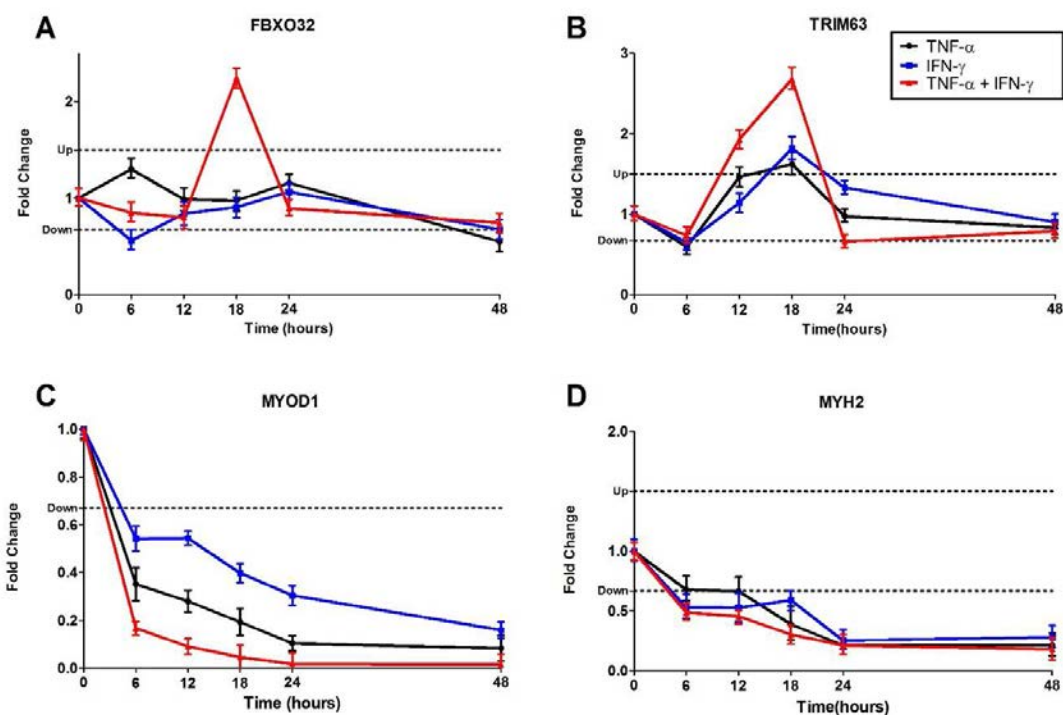 A
FBXO32
Fold Change
2
Up
1
Down
0
0 6 12 18 24 48
Time (hours)
B
TRIM63
TNF-α
IFN-γ
TNF-α + IFN-γ
Fold Change
3
2
Up
1
Down
0
0 6 12 18 24 48
Time(hours)
C
MYOD1
Fold Change
1.0
0.8
Down
0.6
0.4
0.2
0.0
0 6 12 18 24 48
Time (hours)
D
MYH2
Fold Change
2.0
Up
1.0
Down
0.5
0.0
0 6 12 18 24 48
Time(hours)